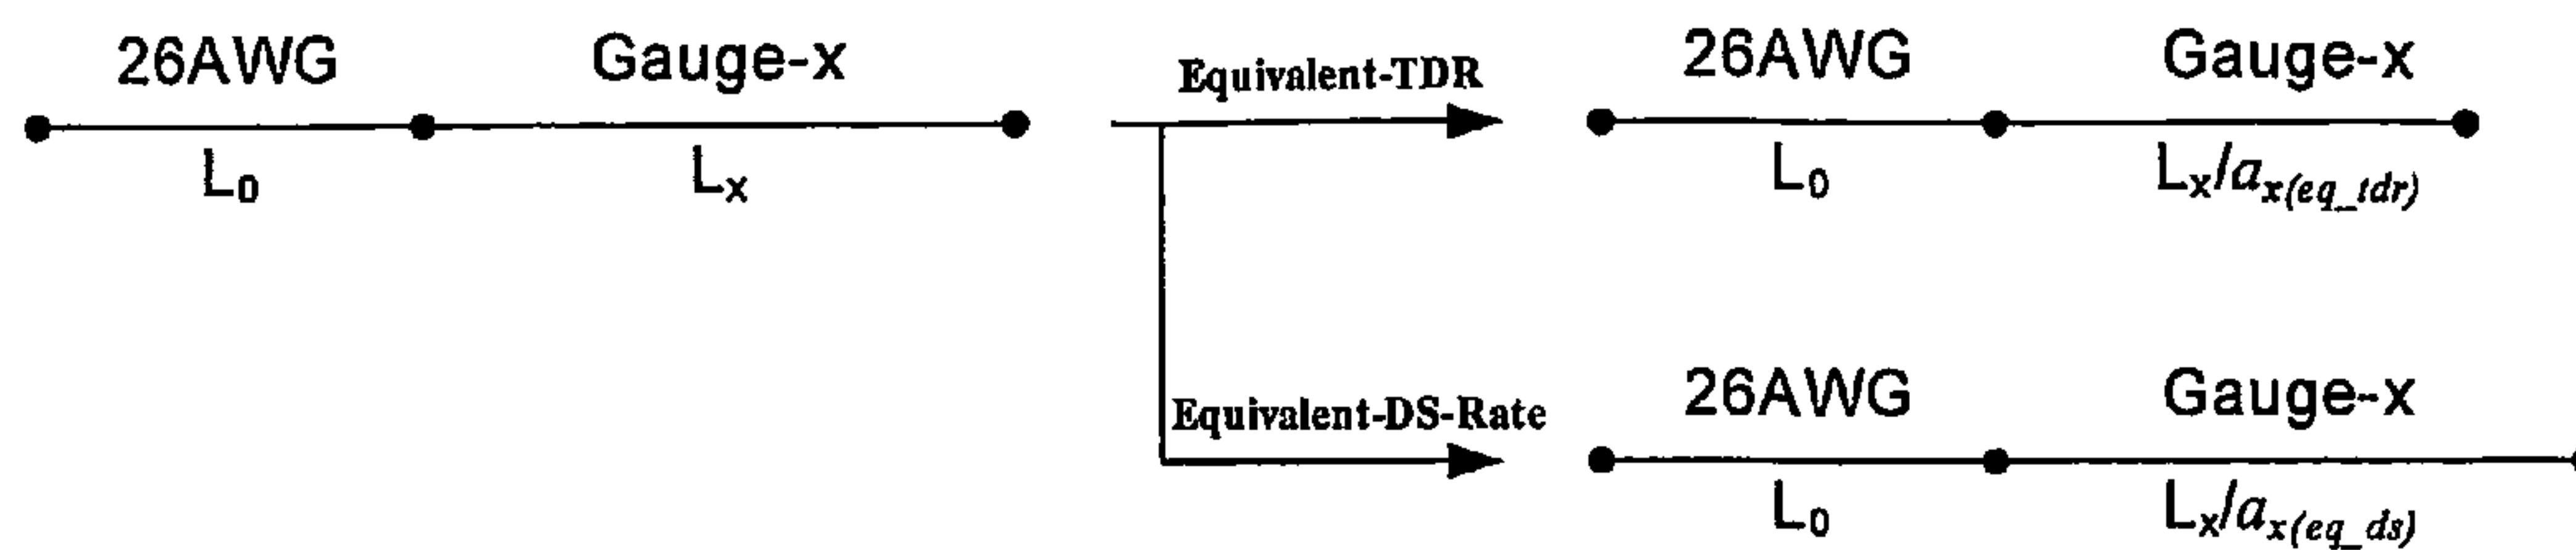 26AWG Gauge-x
L₀ Lₓ
Equivalent-TDR
26AWG Gauge-x
L₀ Lₓ/aₓ(eq_tdr)
Equivalent-DS-Rate
26AWG Gauge-x
L₀ Lₓ/aₓ(eq_ds)